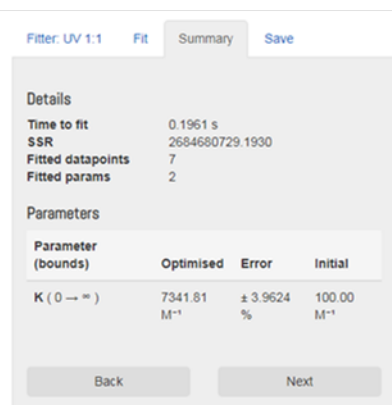 Fitter: UV 1:1 Fit Summary Save
Details
Time to fit 0.1961 s
SSR 2684680729.1930
Fitted datapoints 7
Fitted params 2
Parameters
Parameter
(bounds) Optimised Error Initial
K ( 0 → ∞ ) 7341.81 ± 3.9624 100.00
M⁻¹ % M⁻¹
Back Next